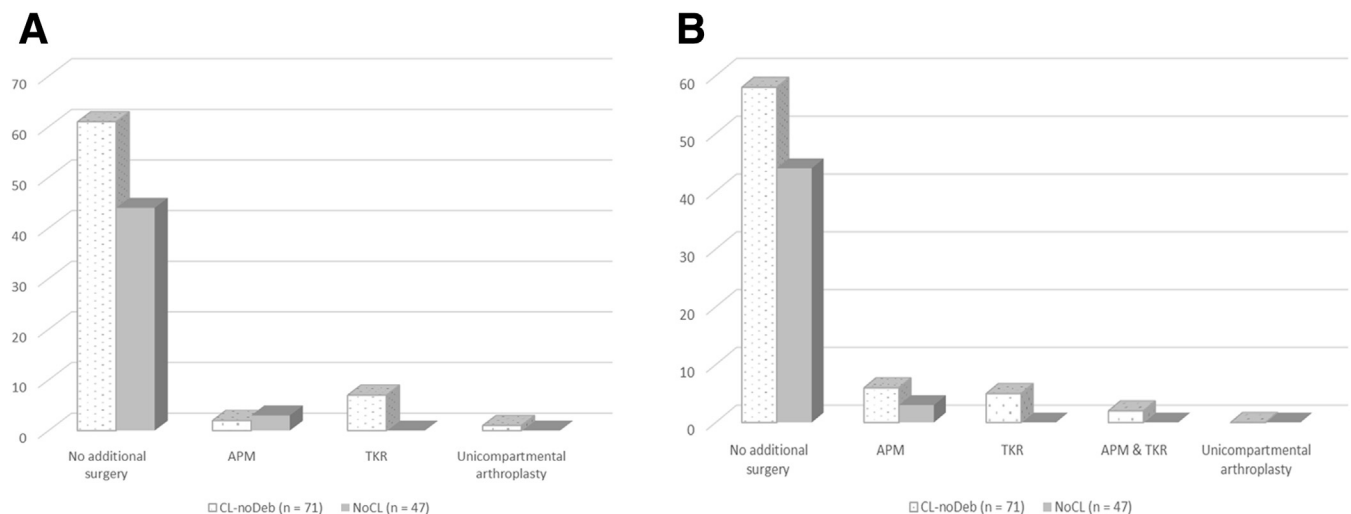 A
70
60
50
40
30
20
10
0
No additional
surgery
APM
TKR
Unicompartmental
arthroplasty
CL-noDeb (n = 71) NoCL (n = 47)
B
60
50
40
30
20
10
0
No additional
surgery
APM
TKR
APM & TKR
Unicompartmental
arthroplasty
CL-noDeb (n = 71) NoCL (n = 47)